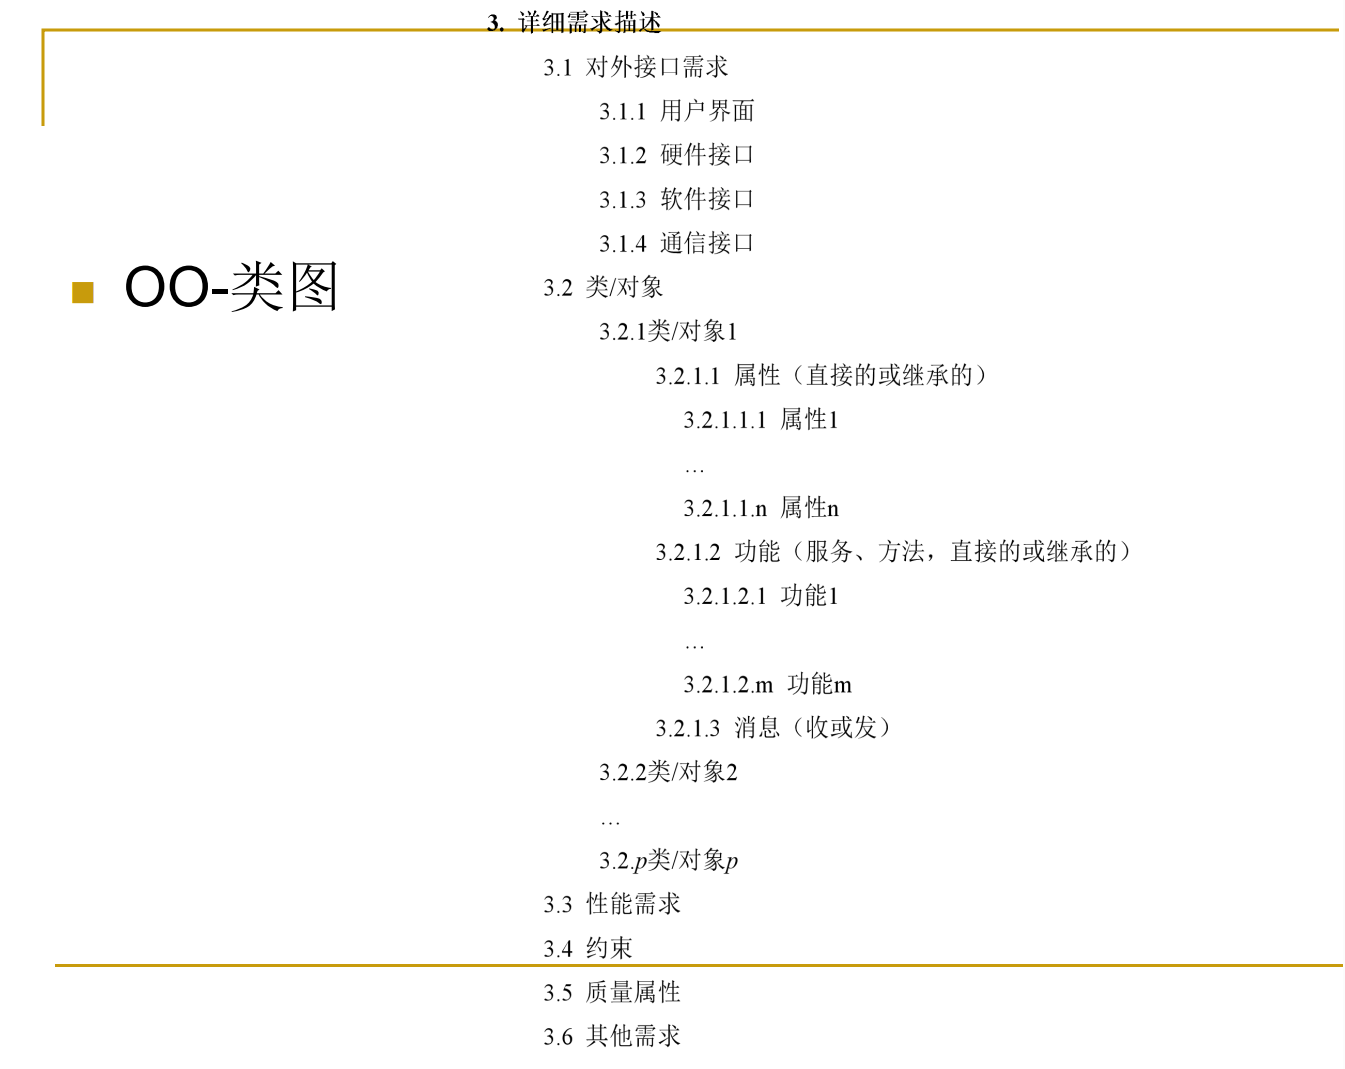 3. 详细需求描述
3.1 对外接口需求
3.1.1 用户界面
3.1.2 硬件接口
3.1.3 软件接口
3.1.4 通信接口
OO-类图
3.2 类/对象
3.2.1类/对象1
3.2.1.1 属性（直接的或继承的）
3.2.1.1.1 属性1
…
3.2.1.1.n 属性n
3.2.1.2 功能（服务、方法，直接的或继承的）
3.2.1.2.1 功能1
…
3.2.1.2.m 功能m
3.2.1.3 消息（收或发）
3.2.2类/对象2
…
3.2.p类/对象p
3.3 性能需求
3.4 约束
3.5 质量属性
3.6 其他需求